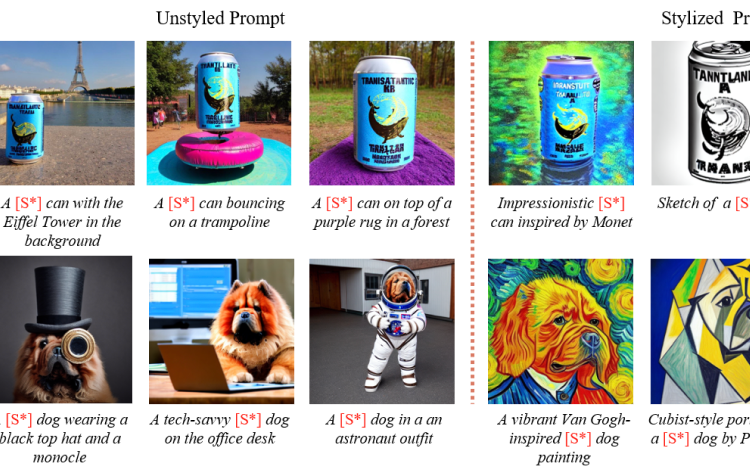 Unstyled Prompt
Stylized Pr
A [S*] can with the
Eiffel Tower in the
background
A [S*] can bouncing
on a trampoline
A [S*] can on top of a
purple rug in a forest
Impressionistic [S*]
can inspired by Monet
Sketch of a [S
[S*] dog wearing a
black top hat and a
monocle
A tech-savvy [S*] dog
on the office desk
A [S*] dog in a an
astronaut outfit
A vibrant Van Gogh-
inspired [S*] dog
painting
Cubist-style por
a [S*] dog by P